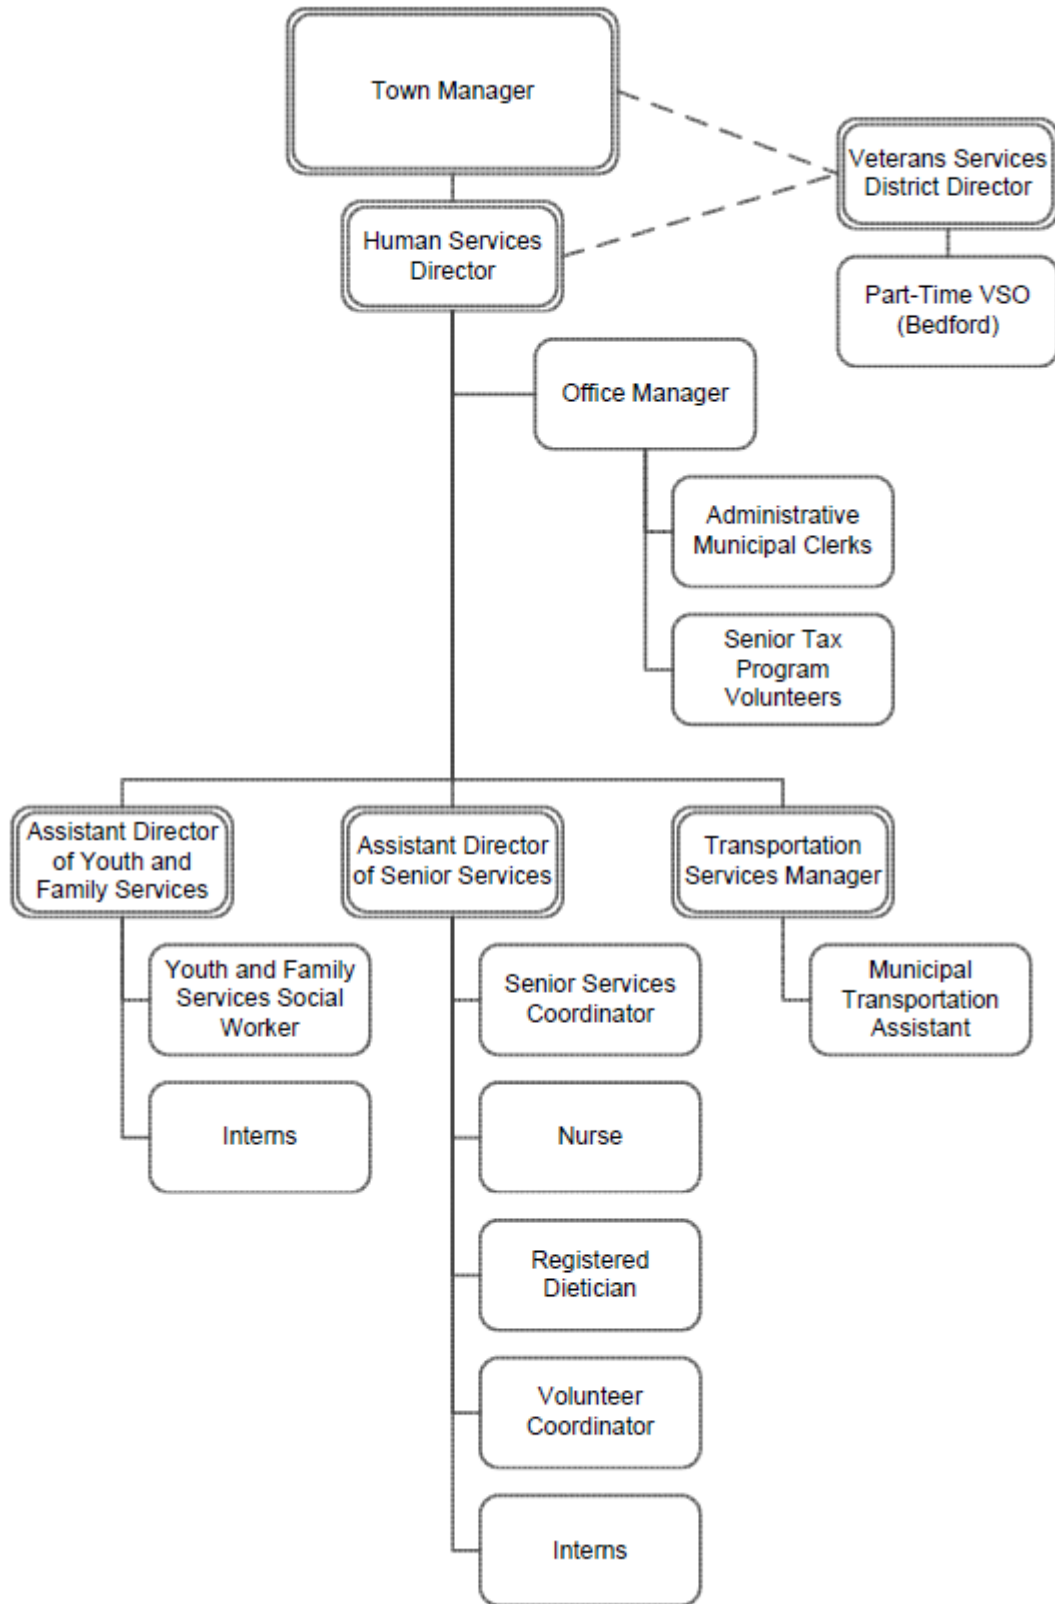 Town Manager
Veterans Services
District Director
Human Services
Director
Part-Time VSO
(Bedford)
Office Manager
Administrative
Municipal Clerks
Senior Tax
Program
Volunteers
Assistant Director
of Youth and
Family Services
Assistant Director
of Senior Services
Transportation
Services Manager
Youth and Family
Services Social
Worker
Senior Services
Coordinator
Municipal
Transportation
Assistant
Interns
Nurse
Registered
Dietician
Volunteer
Coordinator
Interns